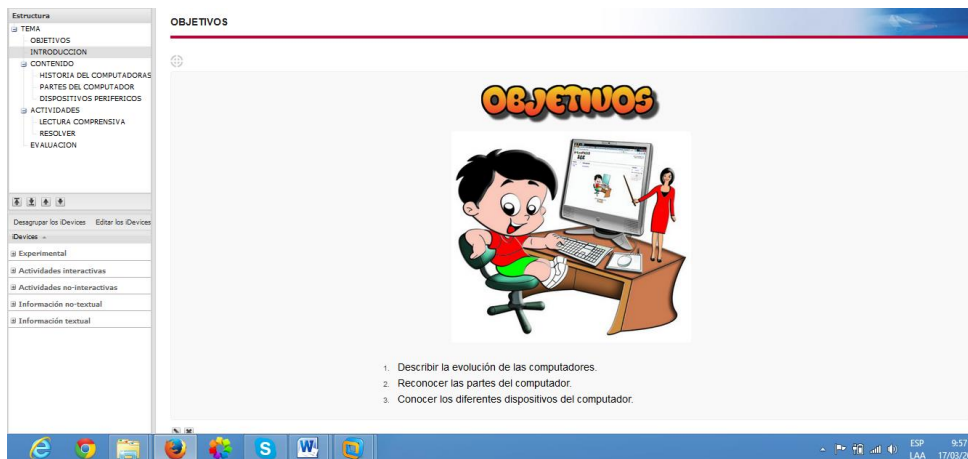 Estructura
TEMA
OBJETIVOS
INTRODUCCION
CONTENIDO
HISTORIA DEL COMPUTADORAS
PARTES DEL COMPUTADOR
DISPOSITIVOS PERIFERICOS
ACTIVIDADES
LECTURA COMPRENSIVA
RESOLVER
EVALUACION
Desagrupar los iDevices Editar los iDevices
iDevices
Experimental
Actividades interactivas
Actividades no-interactivas
Información no-textual
Información textual
OBJETIVOS
OBJETIVOS
1. Describir la evolución de las computadores.
2. Reconocer las partes del computador.
3. Conocer los diferentes dispositivos del computador.
ESP 9:57
LAA 17/03/20